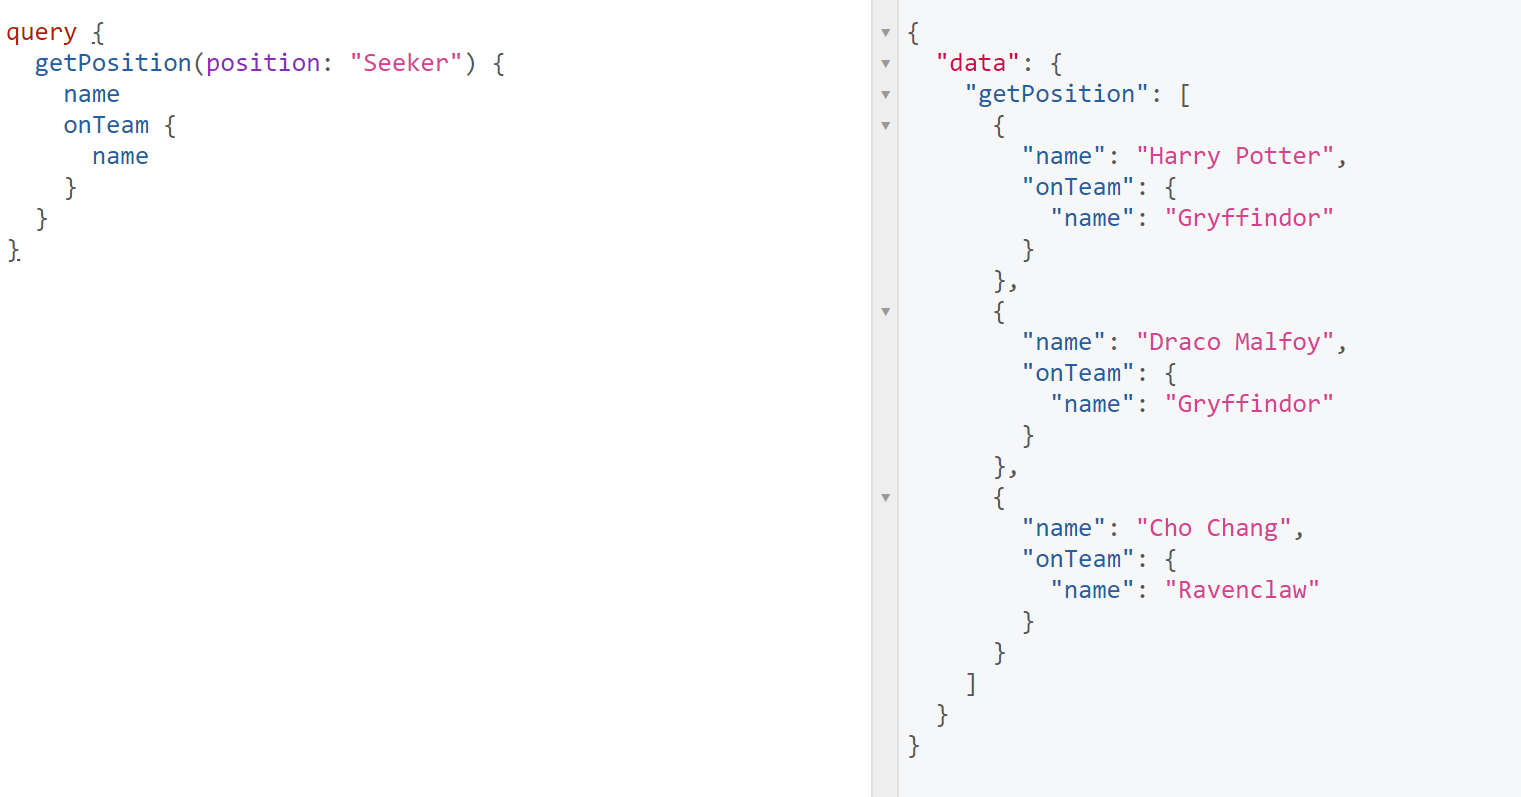 query {
  getPosition(position: "Seeker") {
    name
    onTeam {
      name
    }
  }
}
{
  "data": {
    "getPosition": [
      {
        "name": "Harry Potter",
        "onTeam": {
          "name": "Gryffindor"
        }
      },
      {
        "name": "Draco Malfoy",
        "onTeam": {
          "name": "Gryffindor"
        }
      },
      {
        "name": "Cho Chang",
        "onTeam": {
          "name": "Ravenclaw"
        }
      }
    ]
  }
}